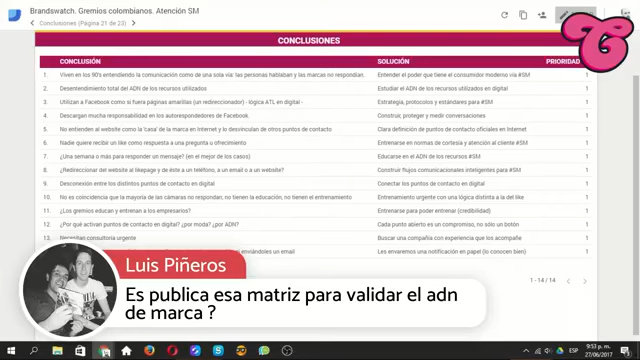 Brandswatch. Gremios colombianos. Atención SM
Conclusiones (Página 21 de 23)
CONCLUSIONES
CONCLUSIÓN SOLUCIÓN PRIORIDAD
1. Viven en los 90's entendiendo la comunicación como de una sola vía: las personas hablaban y las marcas no respondían. Entender el poder que tiene el consumidor moderno vía #SM 1
2. Desentendimiento total del ADN de los recursos utilizados Estudiar el ADN de los recursos utilizados en digital 1
3. Utilizan a Facebook como si fuera páginas amarillas (un redireccionador) - lógica ATL en digital - Estrategia, protocolos y estándares para #SM 1
4. Descargan mucha responsabilidad en los autorespondedores de Facebook. Construir, proteger y medir conversaciones 1
5. No entienden al website como la 'casa' de la marca en Internet y lo desvinculan de otros puntos de contacto Clara definición de puntos de contacto oficiales en Internet 1
6. Nadie quiere recibir un like como respuesta a una pregunta o ofrecimiento Entrenarse en normas de cortesía y atención al cliente #SM 1
7. ¿Una semana o más para responder un mensaje? (en el mejor de los casos) Educarse en el ADN de los recursos #SM 1
8. ¿Redireccionar del website al likepage y de éste a un teléfono, a un email o a un website? Construir flujos comunicacionales inteligentes para #SM 1
9. Desconexión entre los distintos puntos de contacto en digital Conectar los puntos de contacto en digital 1
10. No es coincidencia que la mayoría de las cámaras no respondan, no tienen la educación, no tienen el entrenamiento Entrenamiento urgente con una lógica distinta a la del like 1
11. ¿Los gremios educan y entrenan a los empresarios? Entrenarse para poder entrenar (credibilidad) 1
12. ¿Por qué activan puntos de contacto en digital? ¿por moda? ¿por ADN? Cada punto abierto es un compromiso, no sólo un botón 1
13. Necesitan consultoría urgente Buscar una compañía con experiencia que los acompañe 1
enviándoles un email Les enviaremos una notificación en papel (lo conocen bien) 1
1 - 14 / 14
Luis Piñeros
Es publica esa matriz para validar el adn
de marca ?
ESP
9:53 p. m.
27/06/2017